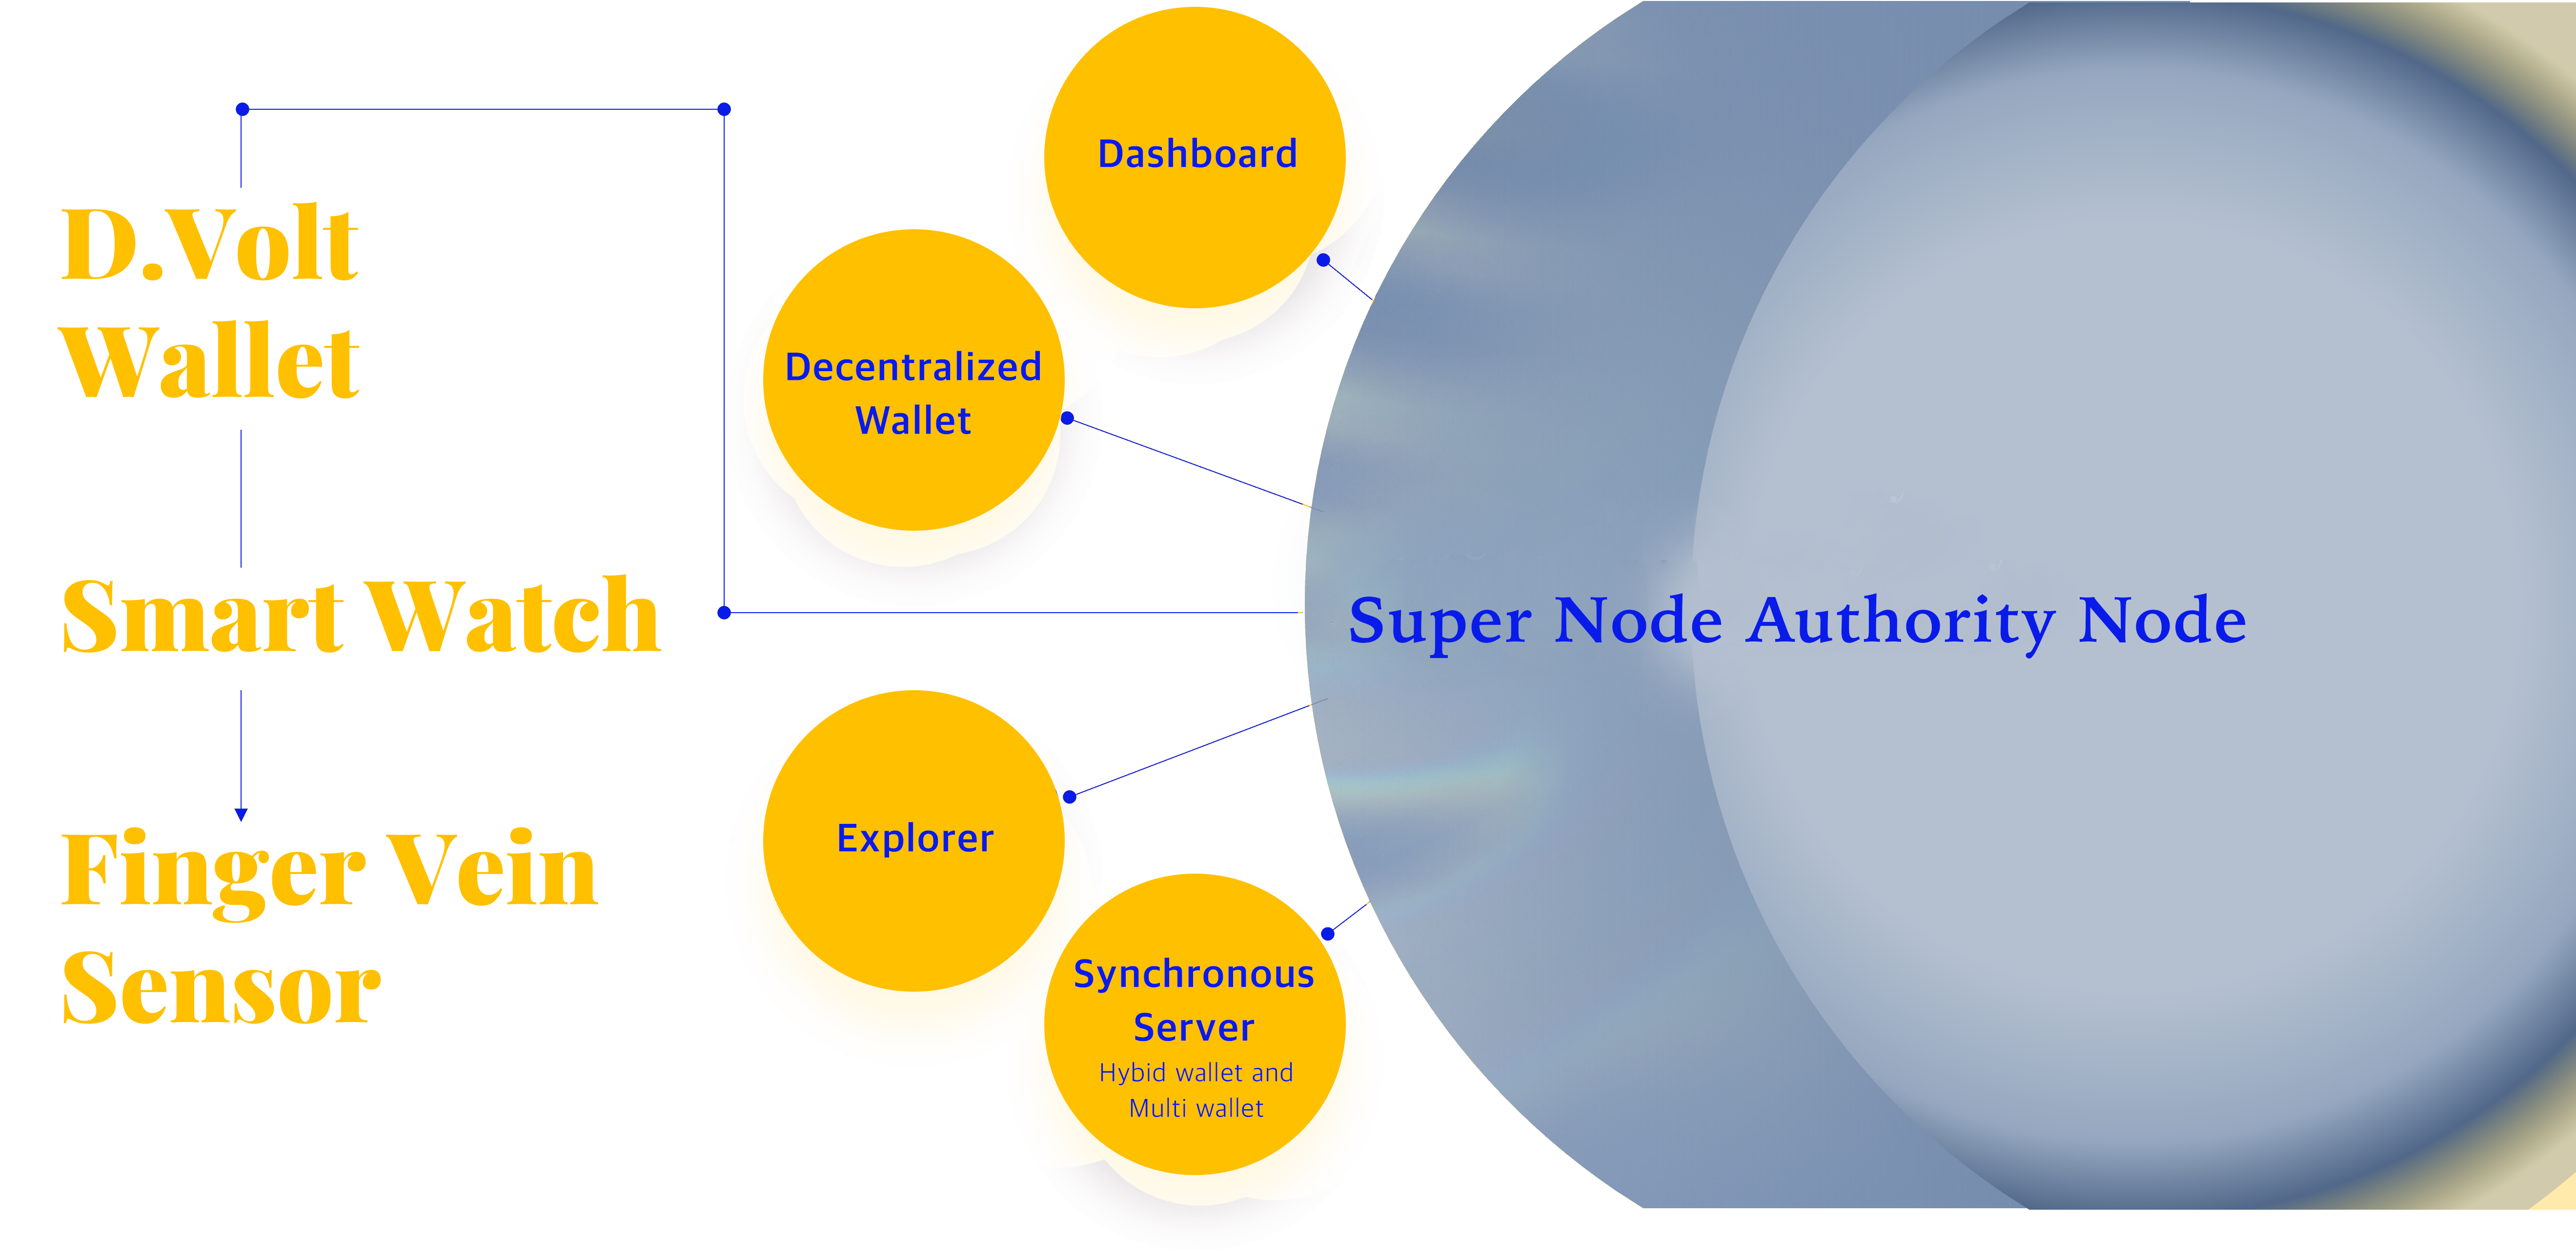 D.Volt
Wallet
Smart Watch
Finger Vein
Sensor
Dashboard
Decentralized
Wallet
Explorer
Synchronous
Server
Hybid wallet and
Multi wallet
Super Node Authority Node